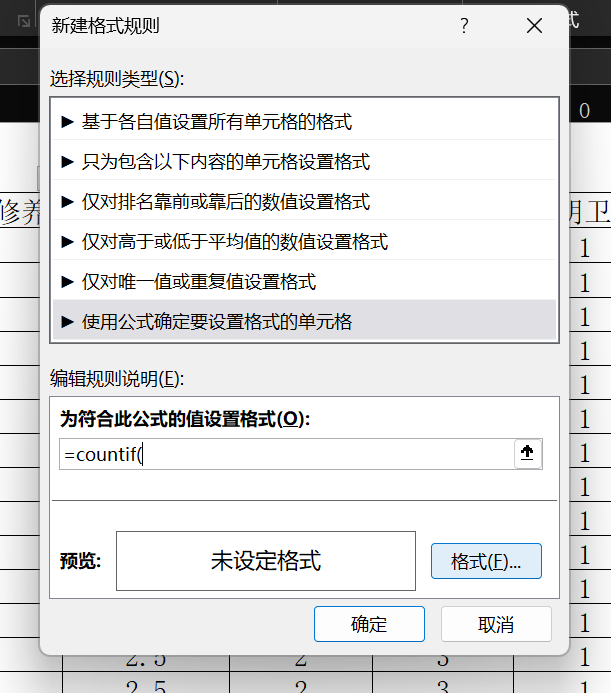 新建格式规则 ?
式
选择规则类型(S):
0
► 基于各自值设置所有单元格的格式
► 只为包含以下内容的单元格设置格式
► 仅对排名靠前或靠后的数值设置格式
修养
明卫
► 仅对高于或低于平均值的数值设置格式
1
► 仅对唯一值或重复值设置格式
1
► 使用公式确定要设置格式的单元格
1
1
编辑规则说明(E):
1
为符合此公式的值设置格式(O):
1
=countif(
1
1
1
预览:
未设定格式
格式(F)...
1
1
确定
取消
1
2.5 2 3 1
2.5 2 3 1